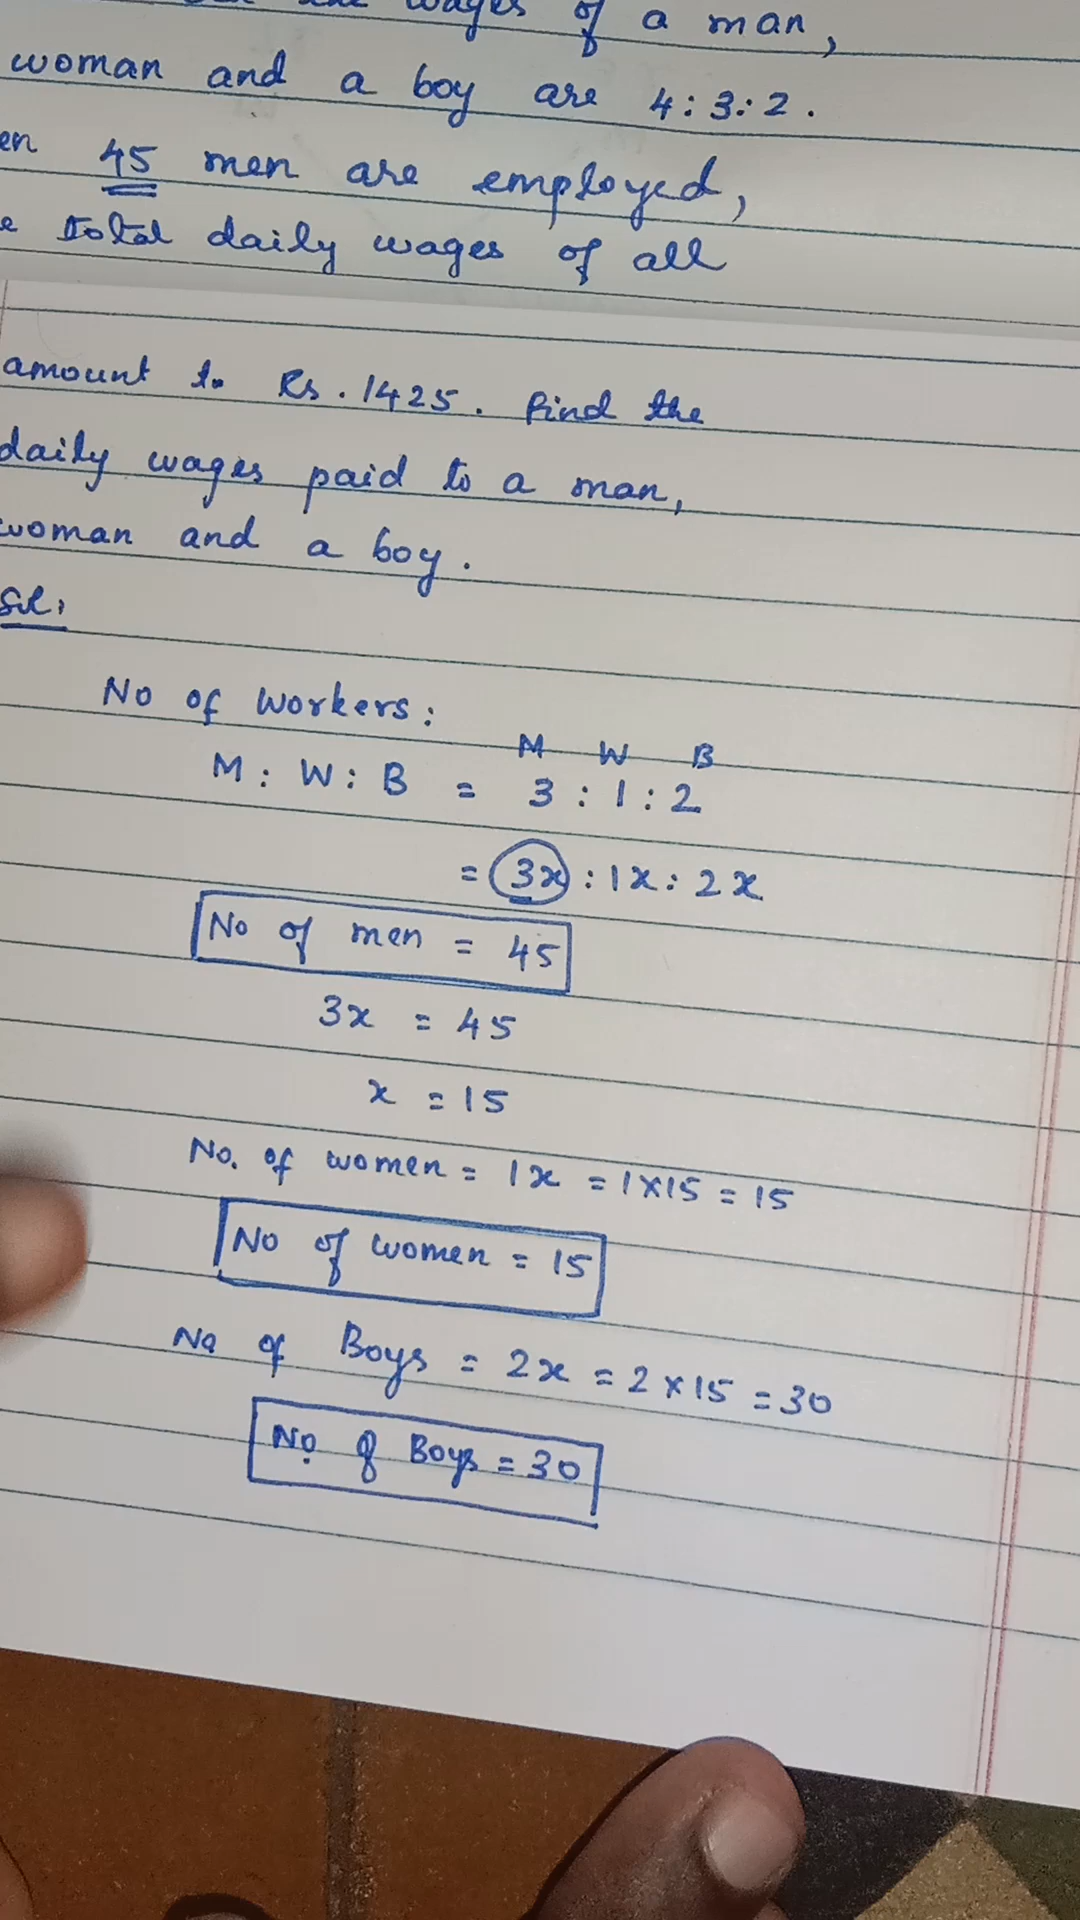 wages of a man,
woman and a boy are 4:3:2.
en 45 men are employed,
e total daily wages of all
amount to Rs. 1425. Find the
daily wages paid to a man,
woman and a boy.
Sol:
No of workers:
M W B
M : W : B = 3 : 1 : 2
= 3x : 1x : 2x
No of men = 45
3x = 45
x = 15
No. of women = 1x = 1×15 = 15
No of women = 15
No of Boys = 2x = 2×15 = 30
No. of Boys = 30